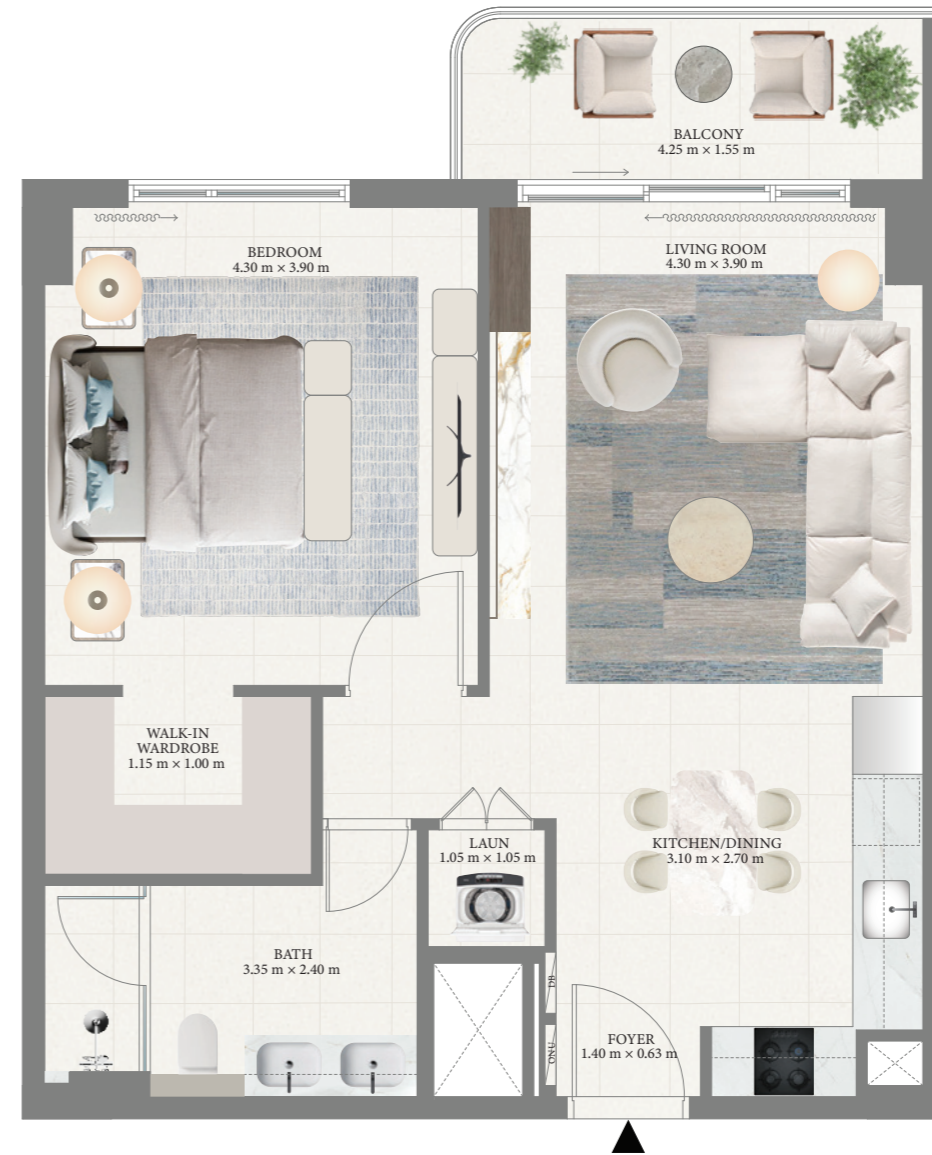 BALCONY
4.25 m × 1.55 m
BEDROOM
4.30 m × 3.90 m
LIVING ROOM
4.30 m × 3.90 m
WALK-IN
WARDROBE
1.15 m × 1.00 m
LAUN
1.05 m × 1.05 m
KITCHEN/DINING
3.10 m × 2.70 m
BATH
3.35 m × 2.40 m
DB
ONU
FOYER
1.40 m × 0.63 m